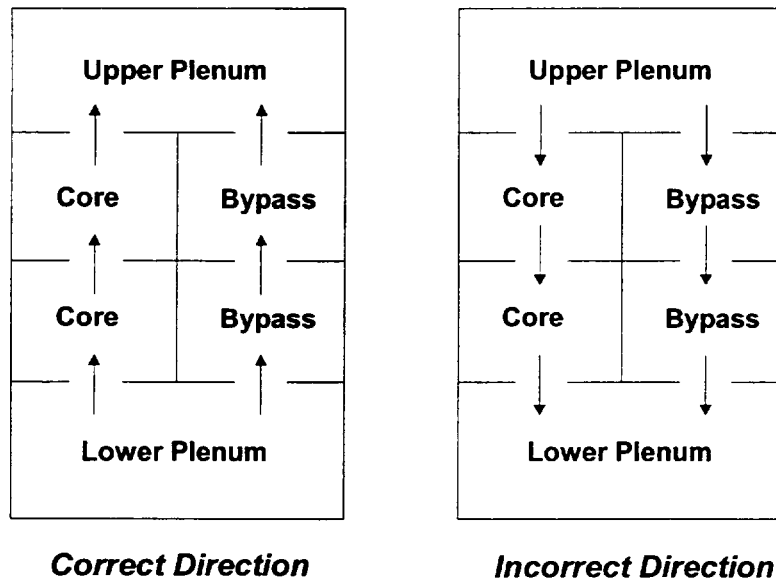 Upper Plenum
Core Bypass
Core Bypass
Lower Plenum
Correct Direction
Upper Plenum
Core Bypass
Core Bypass
Lower Plenum
Incorrect Direction